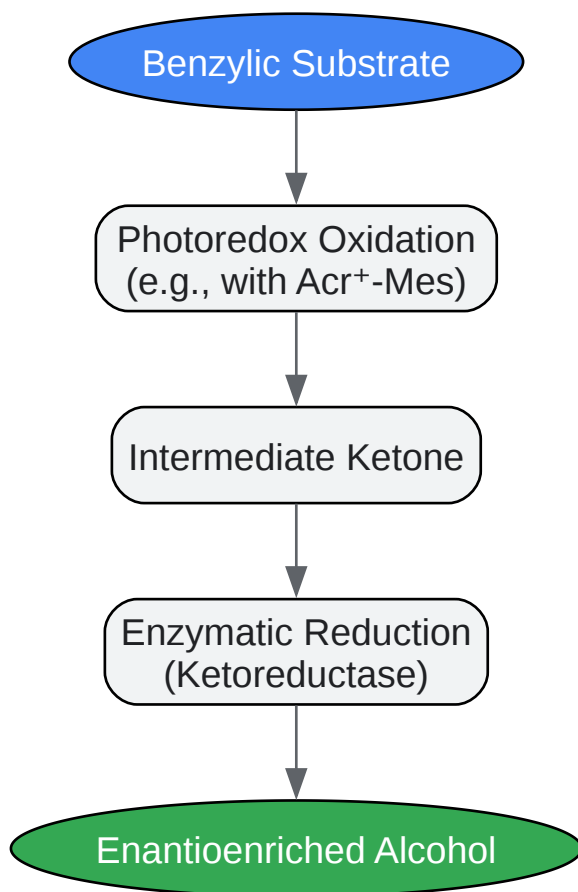 Benzylic Substrate
Photoredox Oxidation
(e.g., with Acr⁺-Mes)
Intermediate Ketone
Enzymatic Reduction
(Ketoreductase)
Enantioenriched Alcohol